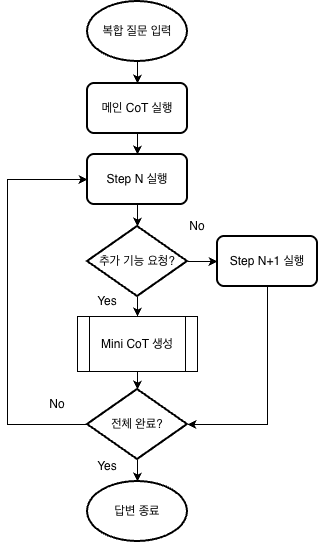 복합 질문 입력
메인 CoT 실행
Step N 실행
No
추가 기능 요청?
Step N+1 실행
Yes
Mini CoT 생성
No
전체 완료?
Yes
답변 종료